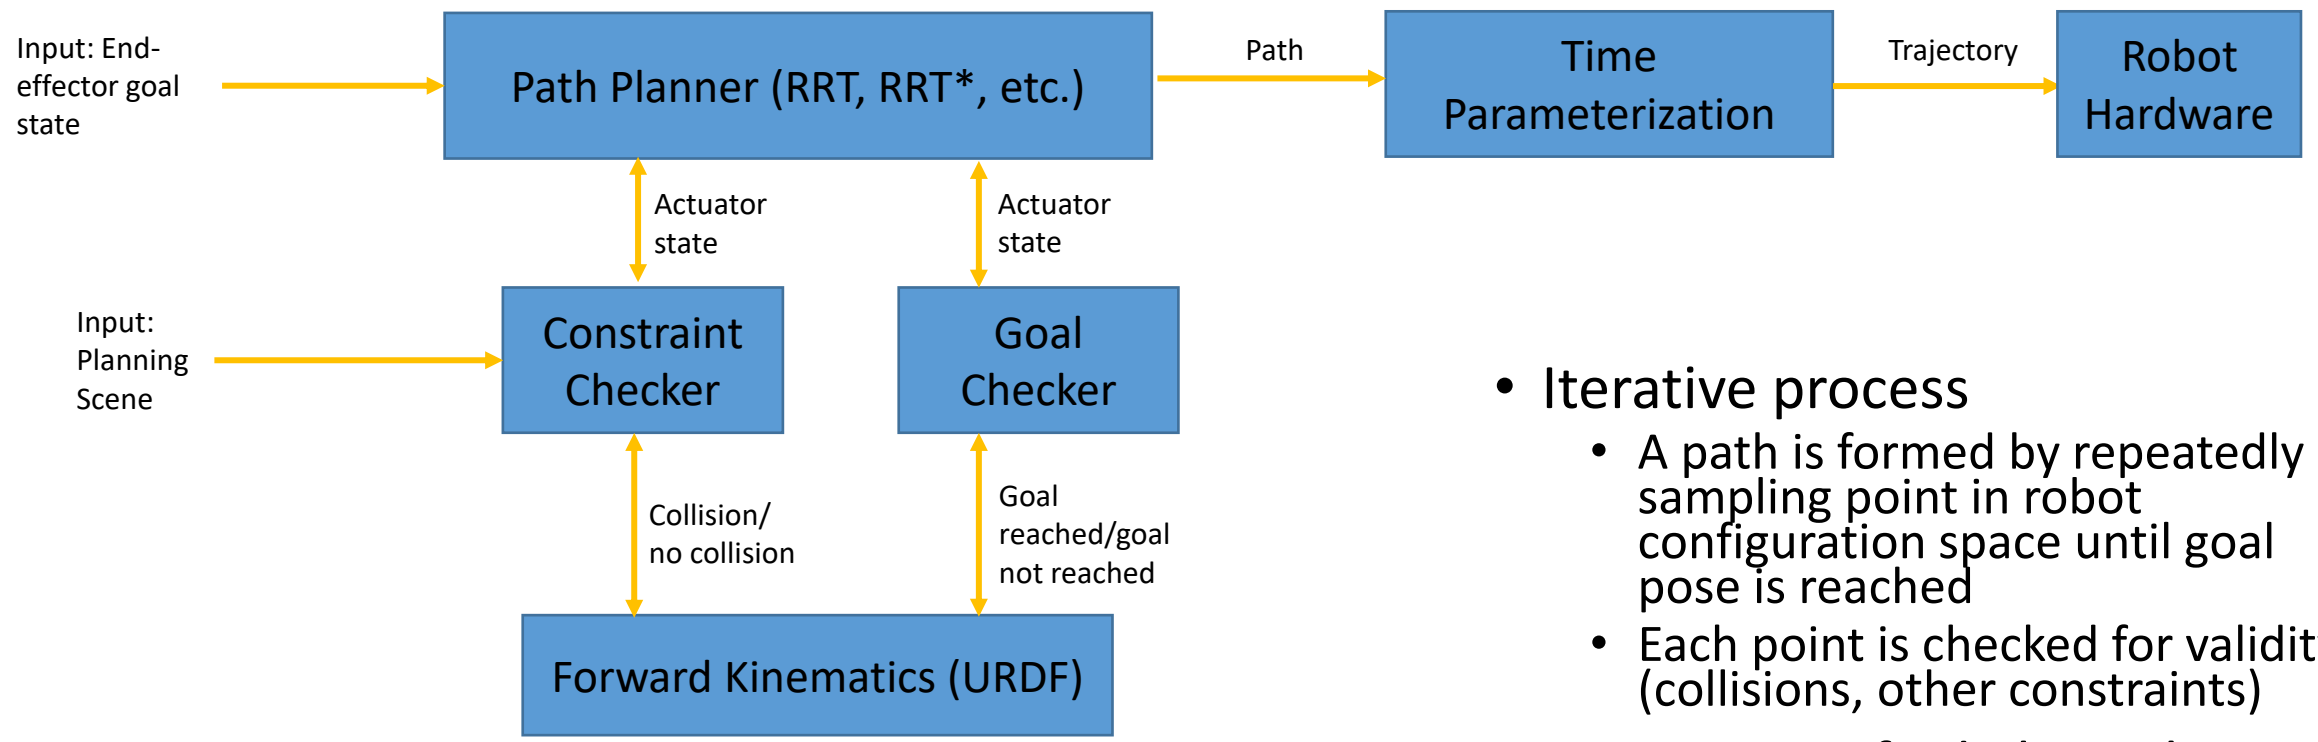 Input: End-
effector goal
state
Path Planner (RRT, RRT*, etc.)
Path
Time
Parameterization
Trajectory
Robot
Hardware
Actuator
state
Actuator
state
Input:
Planning
Scene
Constraint
Checker
Goal
Checker
Collision/
no collision
Goal
reached/goal
not reached
Forward Kinematics (URDF)
• Iterative process
• A path is formed by repeatedly
sampling point in robot
configuration space until goal
pose is reached
• Each point is checked for validit
(collisions, other constraints)